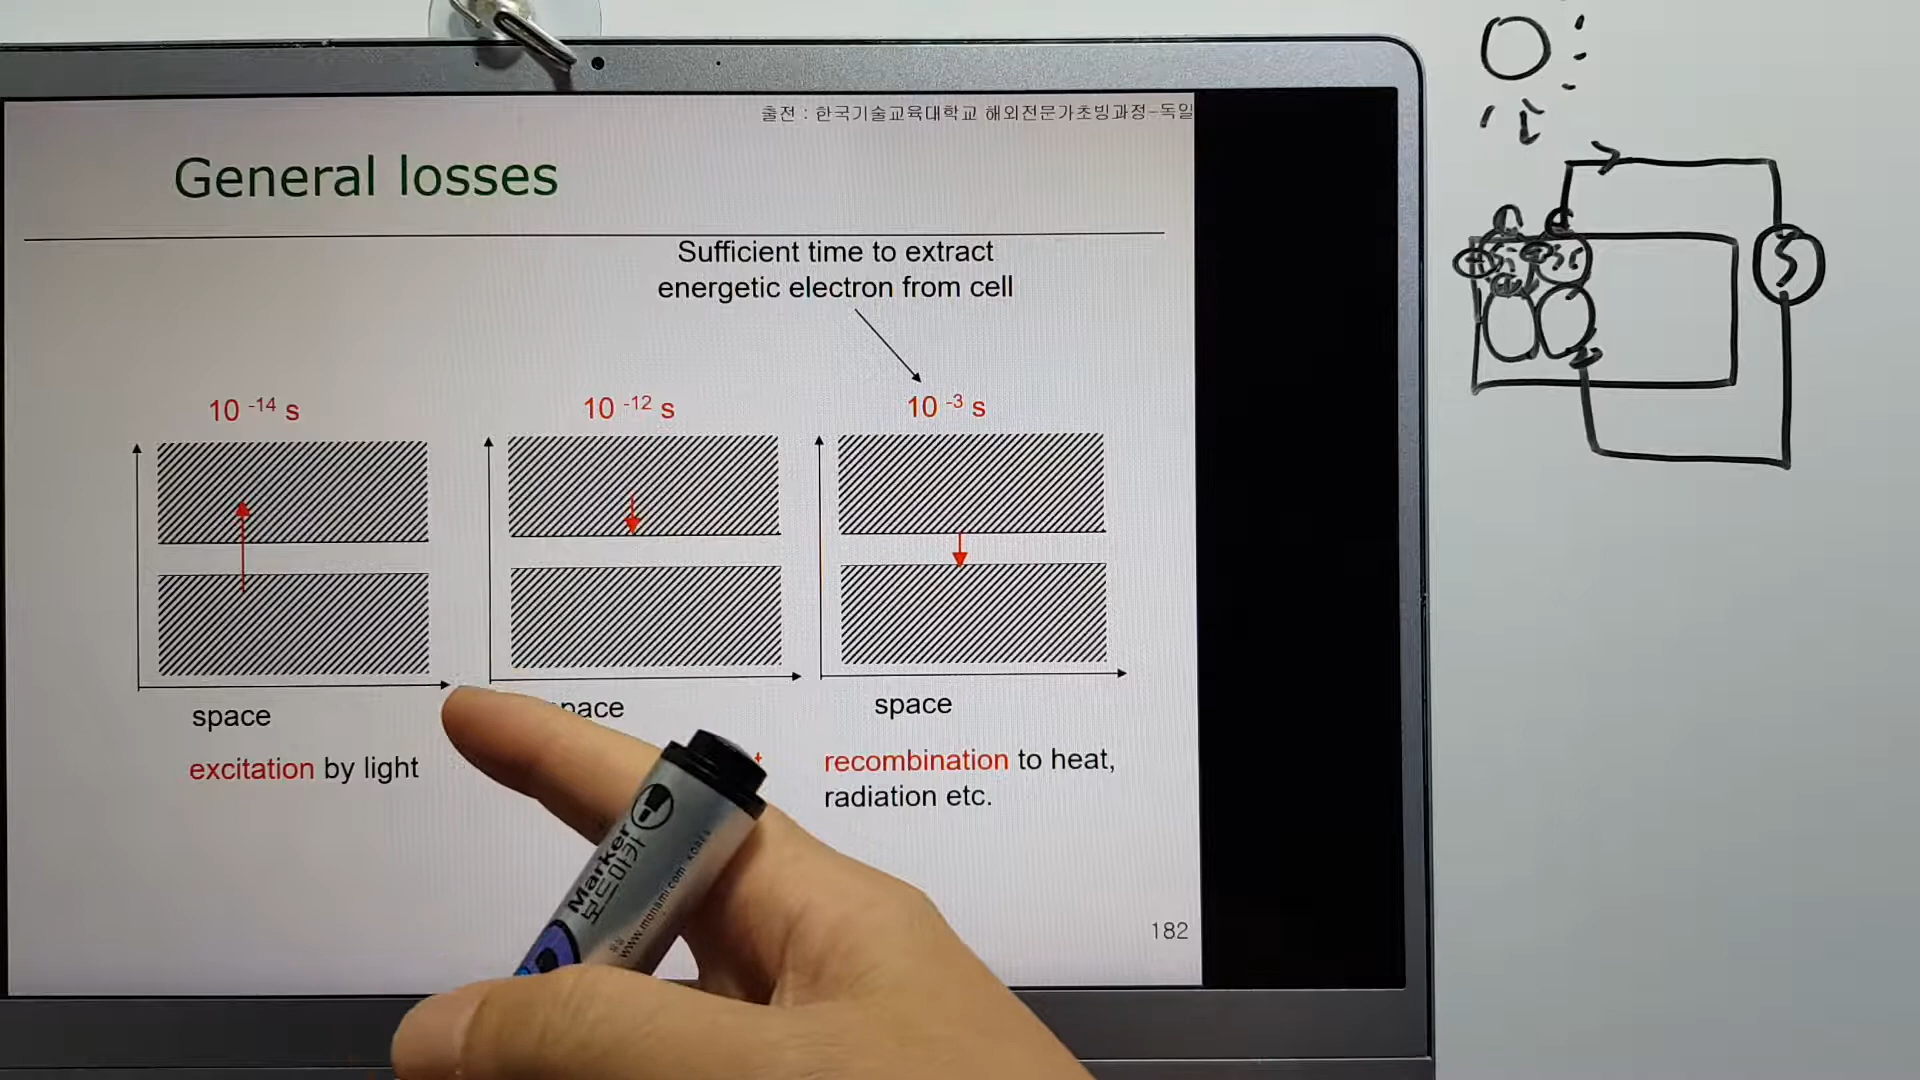 출전 : 한국기술교육대학교 해외전문가초빙과정-독일
General losses
Sufficient time to extract
energetic electron from cell
10 -14 s
10 -12 s
10 -3 s
space
space
excitation by light
recombination to heat,
radiation etc.
182
Marker
보드마카
www.monami.com
Si